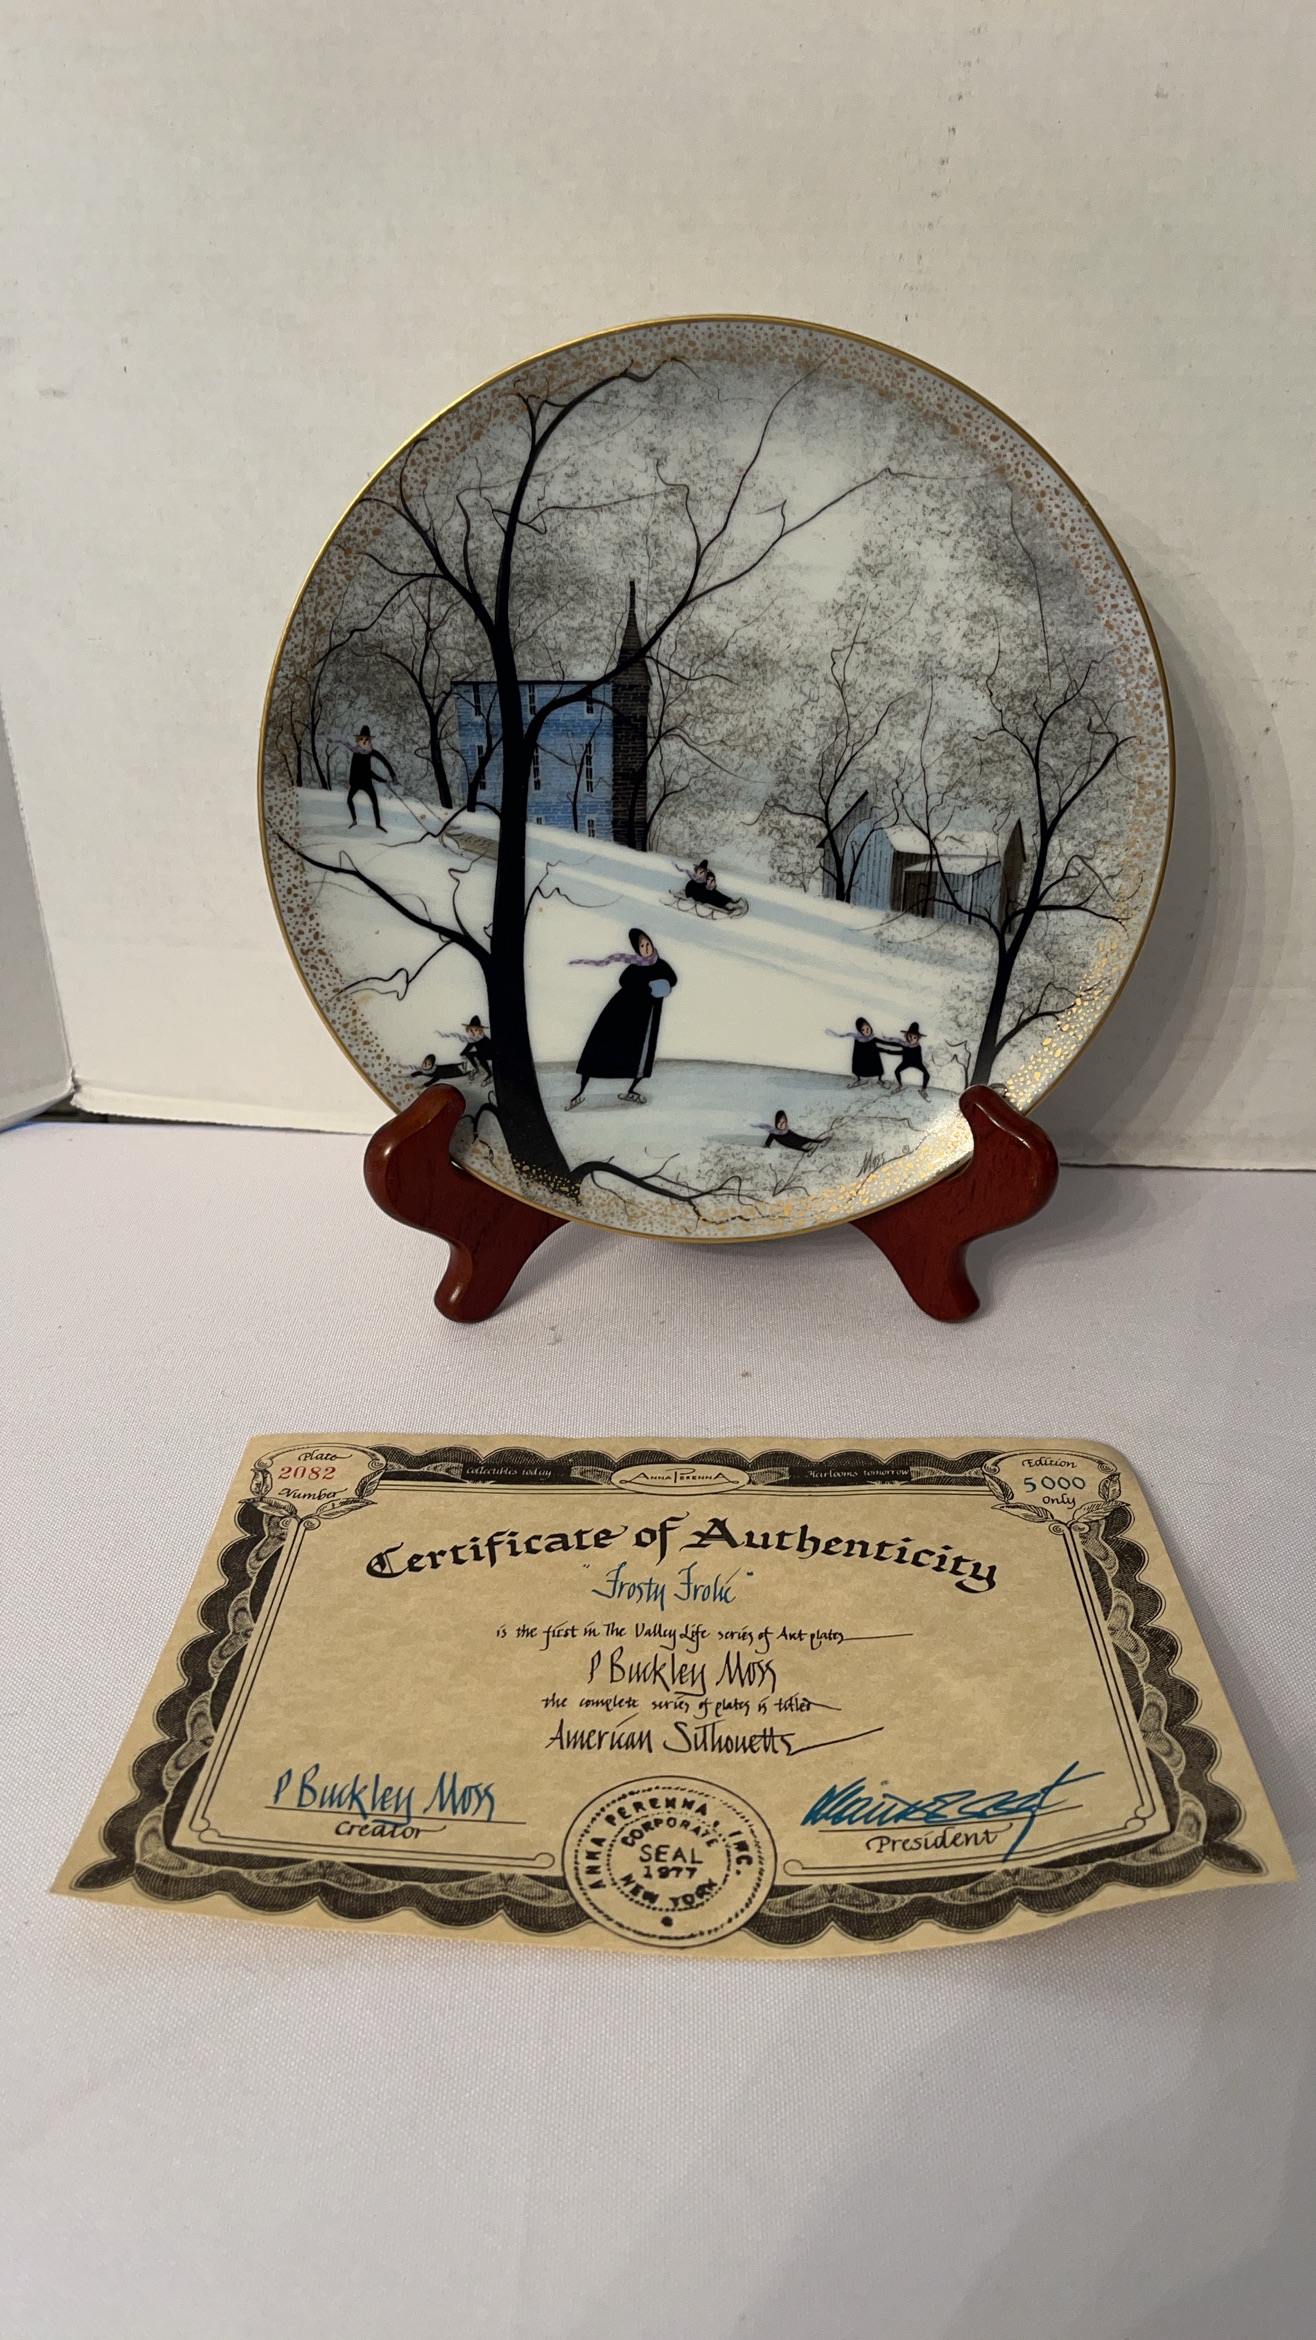 Moss
Plate
2082
Number
Collectibles today...
ANNA PERENNA
...Heirlooms tomorrow
Edition
5000
only
Certificate of Authenticity
"Frosty Frolic"
is the first in The Valley Life series of Art plates
P Buckley Moss
the complete series of plates is titled
American Silhouettes
P Buckley Moss
Creator
President
ANNA PERENNA, INC.
CORPORATE
SEAL
1977
NEW YORK